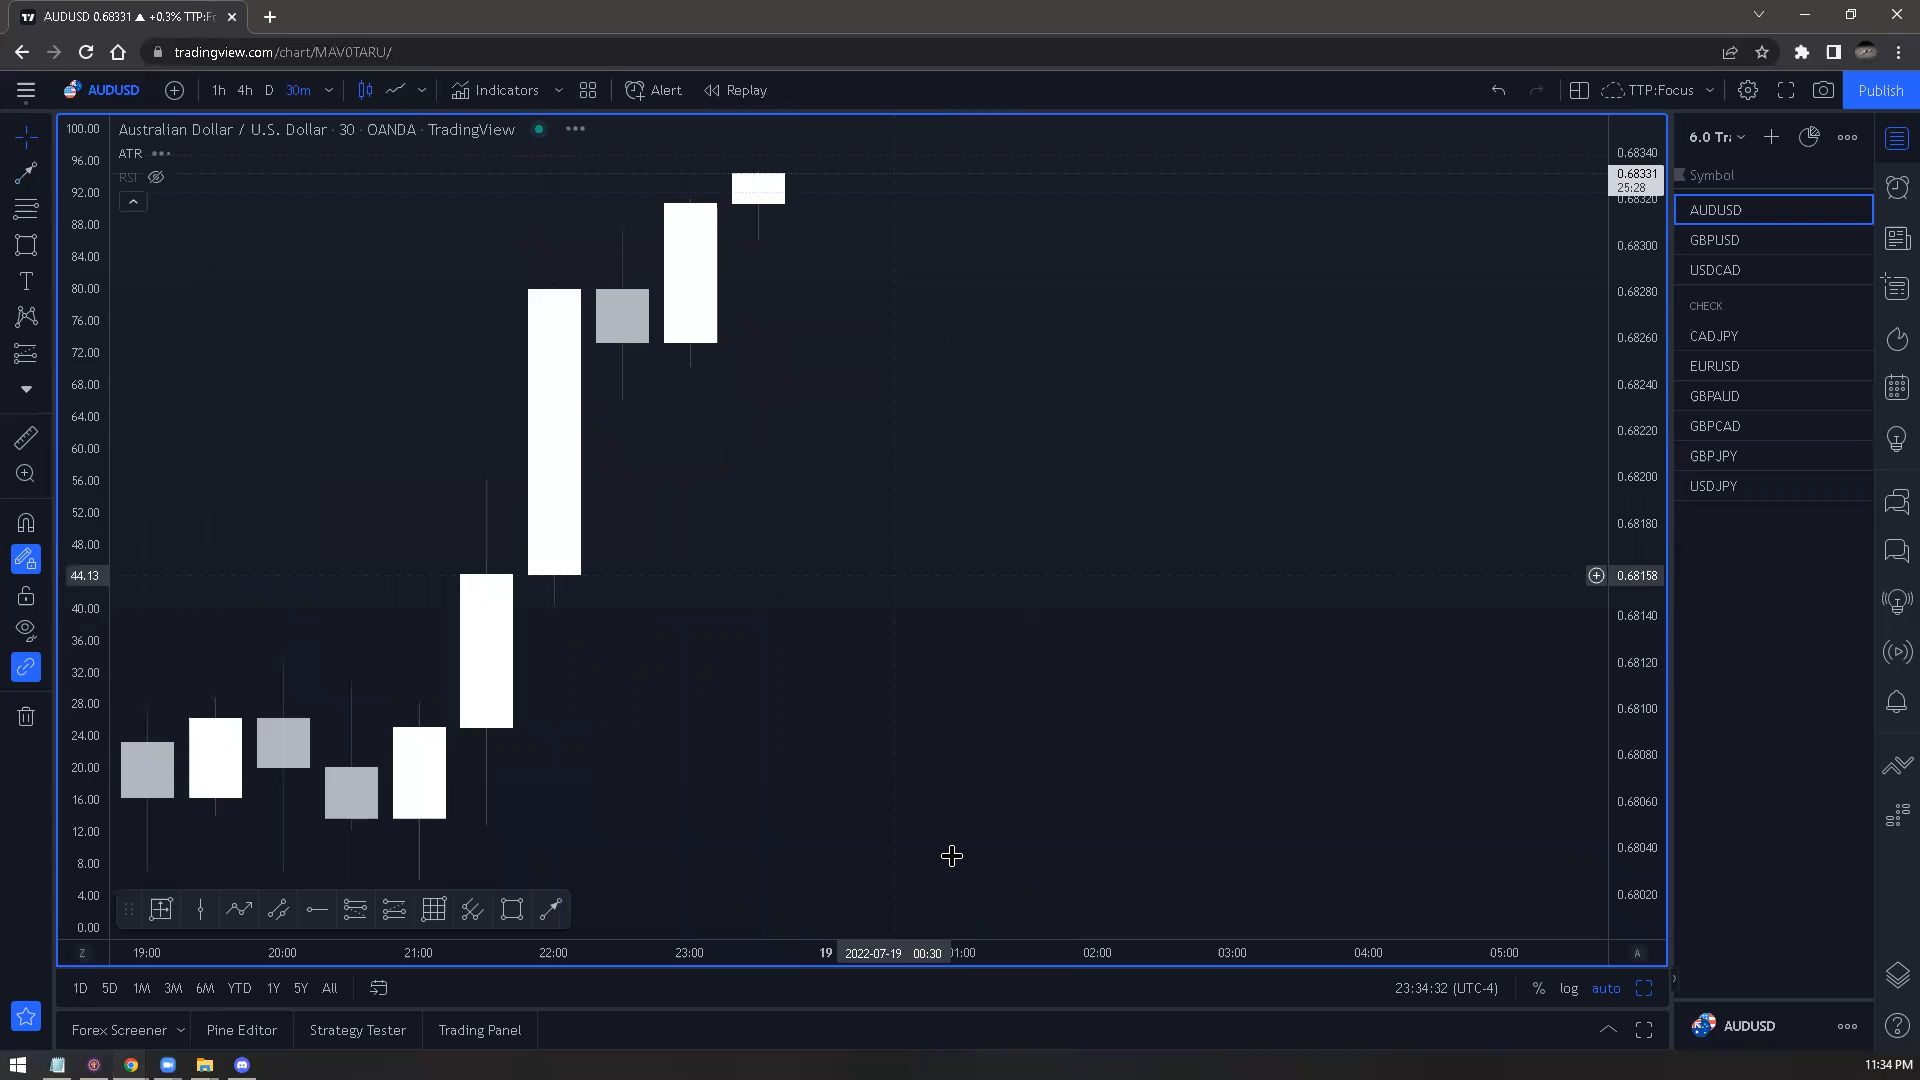 AUDUSD 0.68331 ▲ +0.3% TTP:Fo
tradingview.com/chart/MAV0TARU/
AUDUSD 1h 4h D 30m Indicators Alert Replay TTP:Focus Publish
Australian Dollar / U.S. Dollar · 30 · OANDA · TradingView
ATR
RSI
100.00
96.00
92.00
88.00
84.00
80.00
76.00
72.00
68.00
64.00
60.00
56.00
52.00
48.00
44.13
40.00
36.00
32.00
28.00
24.00
20.00
16.00
12.00
8.00
4.00
0.00
0.68340
0.68331
25:28
0.68320
0.68300
0.68280
0.68260
0.68240
0.68220
0.68200
0.68180
0.68158
0.68140
0.68120
0.68100
0.68080
0.68060
0.68040
0.68020
6.0 Tra
Symbol
AUDUSD
GBPUSD
USDCAD
CHECK
CADJPY
EURUSD
GBPAUD
GBPCAD
GBPJPY
USDJPY
Z 19:00 20:00 21:00 22:00 23:00 19 2022-07-19 00:30 01:00 02:00 03:00 04:00 05:00 A
1D 5D 1M 3M 6M YTD 1Y 5Y All 23:34:32 (UTC-4) % log auto
Forex Screener Pine Editor Strategy Tester Trading Panel
AUDUSD
11:34 PM